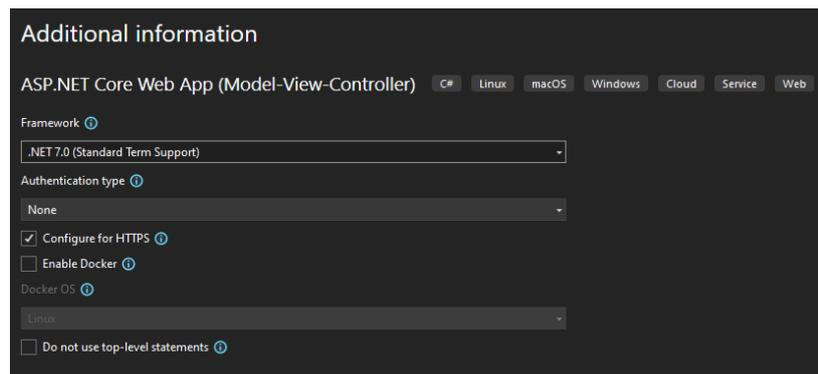 Additional information
ASP.NET Core Web App (Model-View-Controller) C# Linux macOS Windows Cloud Service Web
Framework
.NET 7.0 (Standard Term Support)
Authentication type
None
Configure for HTTPS
Enable Docker
Docker OS
Linux
Do not use top-level statements